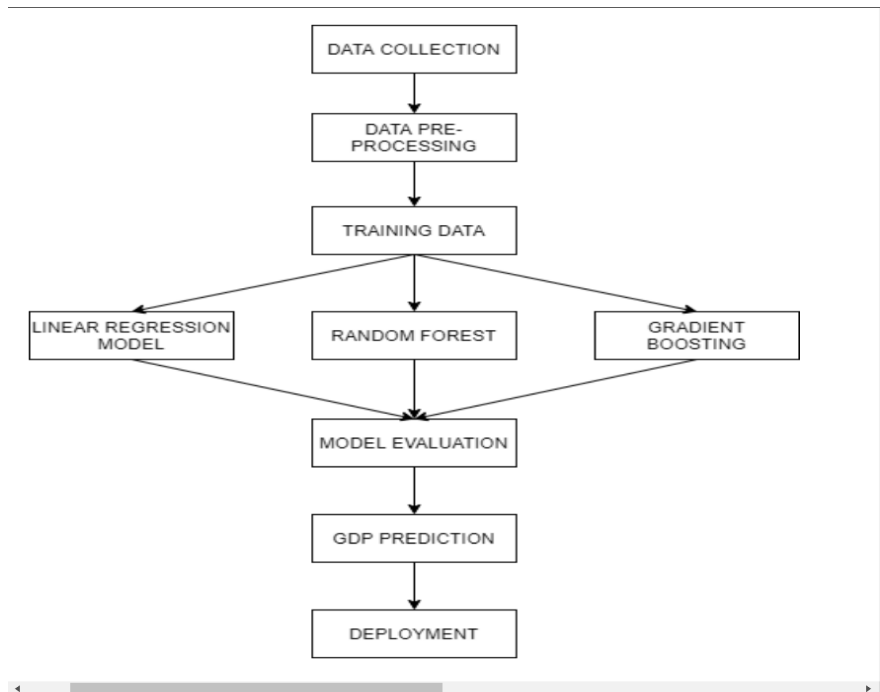 DATA COLLECTION
DATA PRE-
PROCESSING
TRAINING DATA
LINEAR REGRESSION
MODEL
RANDOM FOREST
GRADIENT
BOOSTING
MODEL EVALUATION
GDP PREDICTION
DEPLOYMENT